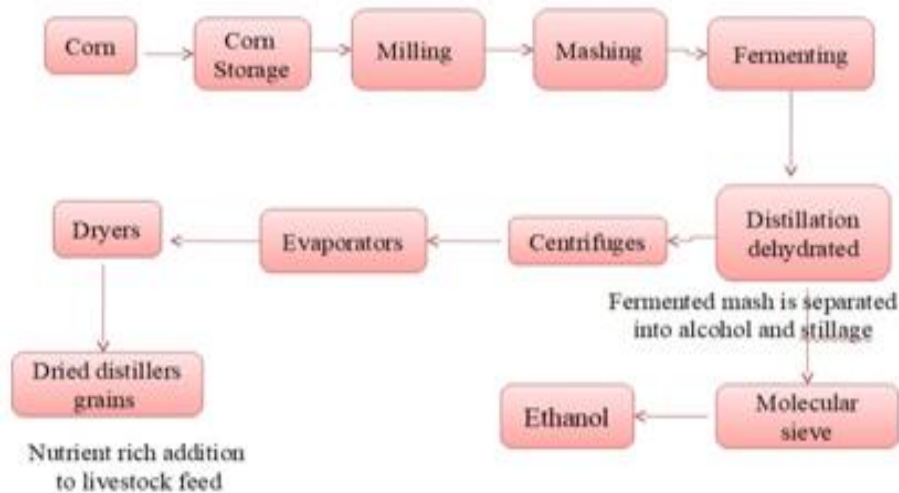 Corn
Corn
Storage
Milling
Mashing
Fermenting
Distillation
dehydrated
Fermented mash is separated
into alcohol and stillage
Centrifuges
Evaporators
Dryers
Dried distillers
grains
Nutrient rich addition
to livestock feed
Molecular
sieve
Ethanol